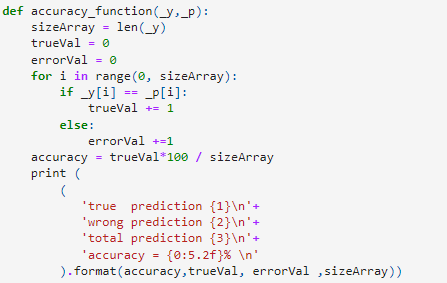 def accuracy_function(_y,_p):
    sizeArray = len(_y)
    trueVal = 0
    errorVal = 0
    for i in range(0, sizeArray):
        if _y[i] == _p[i]:
            trueVal += 1
        else:
            errorVal +=1
    accuracy = trueVal*100 / sizeArray
    print (
        (
           'true  prediction {1}\n'+
           'wrong prediction {2}\n'+
           'total prediction {3}\n'+
           'accuracy = {0:5.2f}% \n'
        ).format(accuracy,trueVal, errorVal ,sizeArray))